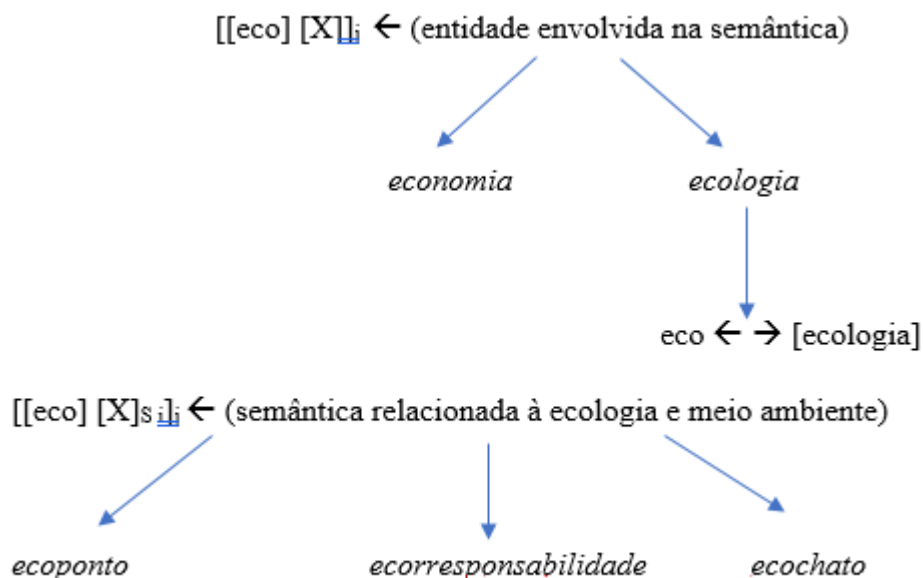 [[eco] [X]]j ← (entidade envolvida na semântica)
economia ecologia
eco ← → [ecologia]
[[eco] [X]S i]j ← (semântica relacionada à ecologia e meio ambiente)
ecoponto ecorresponsabilidade ecochato